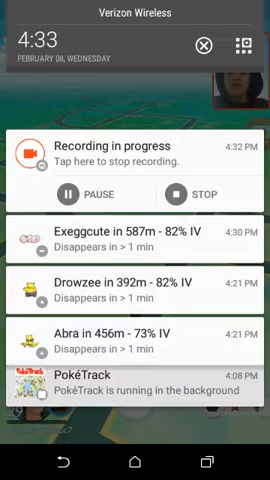 Verizon Wireless
4:33
FEBRUARY 08, WEDNESDAY
Recording in progress 4:32 PM
Tap here to stop recording.
PAUSE STOP
Exeggcute in 587m - 82% IV 4:30 PM
Disappears in > 1 min
Drowzee in 392m - 82% IV 4:21 PM
Disappears in > 1 min
Abra in 456m - 73% IV 4:21 PM
Disappears in > 1 min
PokéTrack
PokéTrack 4:08 PM
PokéTrack is running in the background